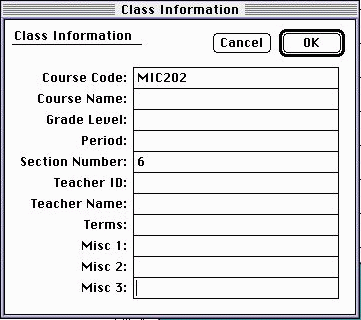 Class Information
Class Information Cancel OK
Course Code: MIC202
Course Name:
Grade Level:
Period:
Section Number: 6
Teacher ID:
Teacher Name:
Terms:
Misc 1:
Misc 2:
Misc 3: